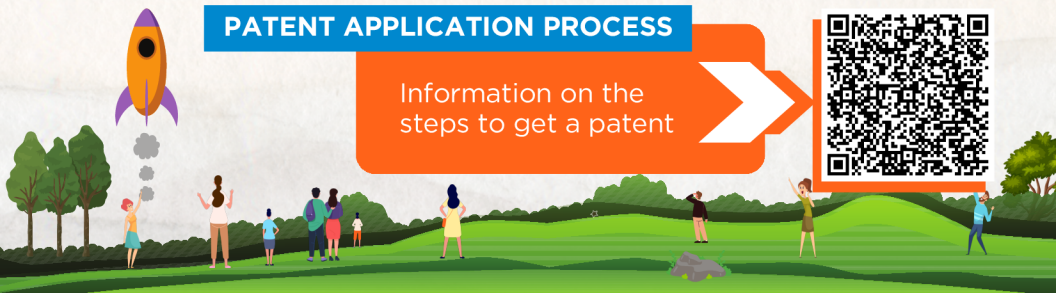 PATENT APPLICATION PROCESS
Information on the
steps to get a patent